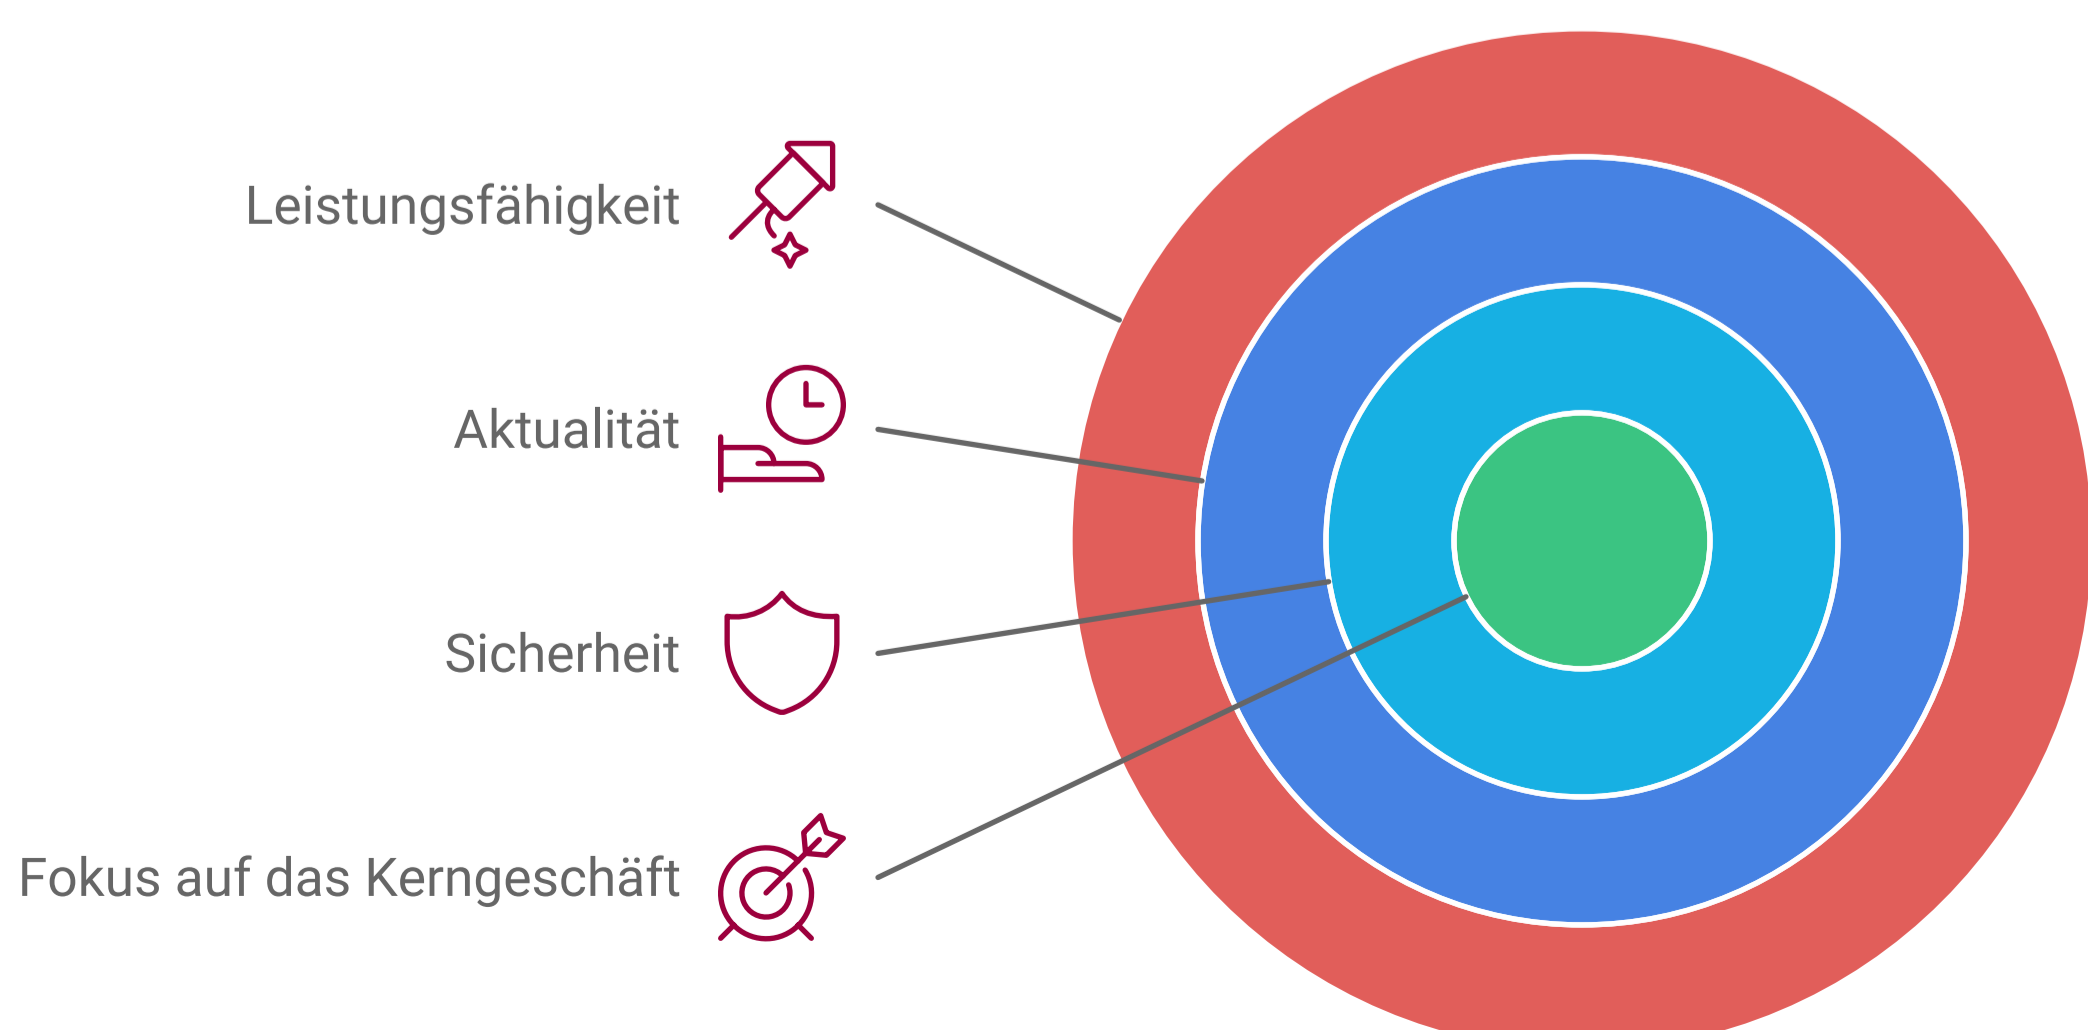 Leistungsfähigkeit
Aktualität
Sicherheit
Fokus auf das Kerngeschäft